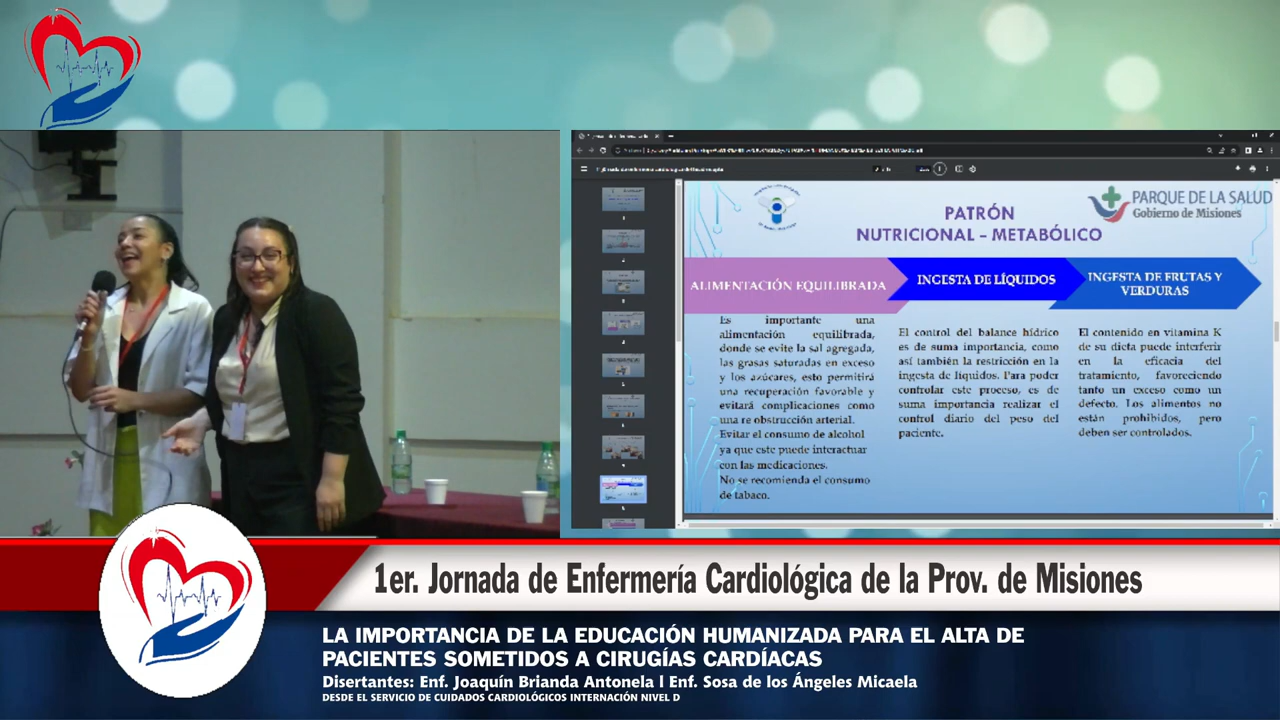 PARQUE DE LA SALUD
Gobierno de Misiones
PATRÓN
NUTRICIONAL – METABÓLICO
ALIMENTACIÓN EQUILIBRADA
INGESTA DE LÍQUIDOS
INGESTA DE FRUTAS Y
VERDURAS
Es importante una
alimentación equilibrada,
donde se evite la sal agregada,
las grasas saturadas en exceso
y los azúcares, esto permitirá
una recuperación favorable y
evitará complicaciones como
una re obstrucción arterial.
Evitar el consumo de alcohol
ya que este puede interactuar
con las medicaciones.
No se recomienda el consumo
de tabaco.
El control del balance hídrico
es de suma importancia, como
así también la restricción en la
ingesta de líquidos. Para poder
controlar este proceso, es de
suma importancia realizar el
control diario del peso del
paciente.
El contenido en vitamina K
de su dieta puede interferir
en la eficacia del
tratamiento, favoreciendo
tanto un exceso como un
defecto. Los alimentos no
están prohibidos, pero
deben ser controlados.
1er. Jornada de Enfermería Cardiológica de la Prov. de Misiones
LA IMPORTANCIA DE LA EDUCACIÓN HUMANIZADA PARA EL ALTA DE
PACIENTES SOMETIDOS A CIRUGÍAS CARDÍACAS
Disertantes: Enf. Joaquín Brianda Antonela l Enf. Sosa de los Ángeles Micaela
DESDE EL SERVICIO DE CUIDADOS CARDIOLÓGICOS INTERNACIÓN NIVEL D